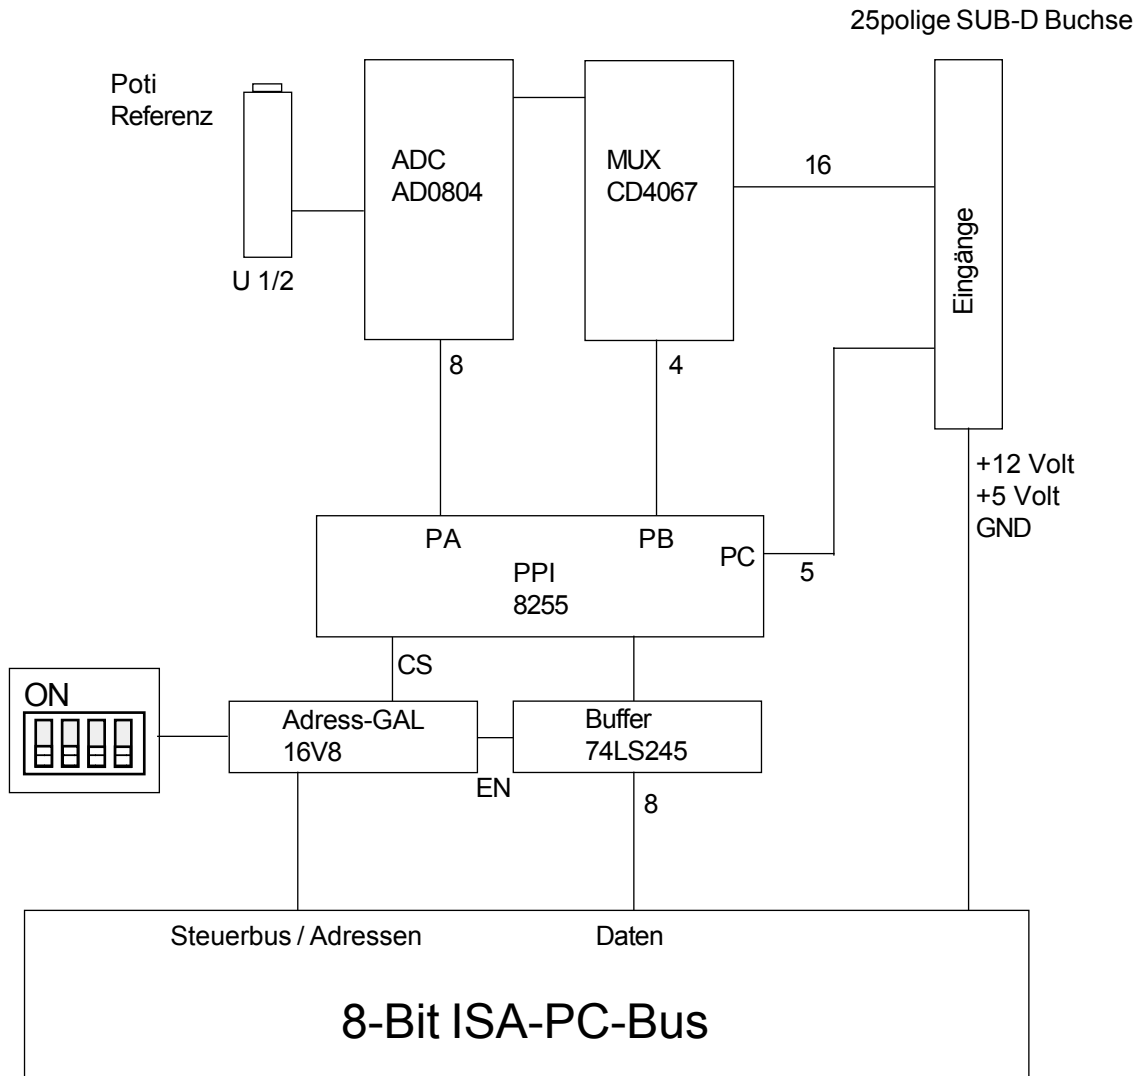 25polige SUB-D Buchse
Poti
Referenz
ADC
AD0804
MUX
CD4067
16
Eingänge
U 1/2
8
4
+12 Volt
+5 Volt
GND
PA
PB
PC
5
PPI
8255
CS
ON
Adress-GAL
16V8
Buffer
74LS245
EN
8
Steuerbus / Adressen
Daten
8-Bit ISA-PC-Bus